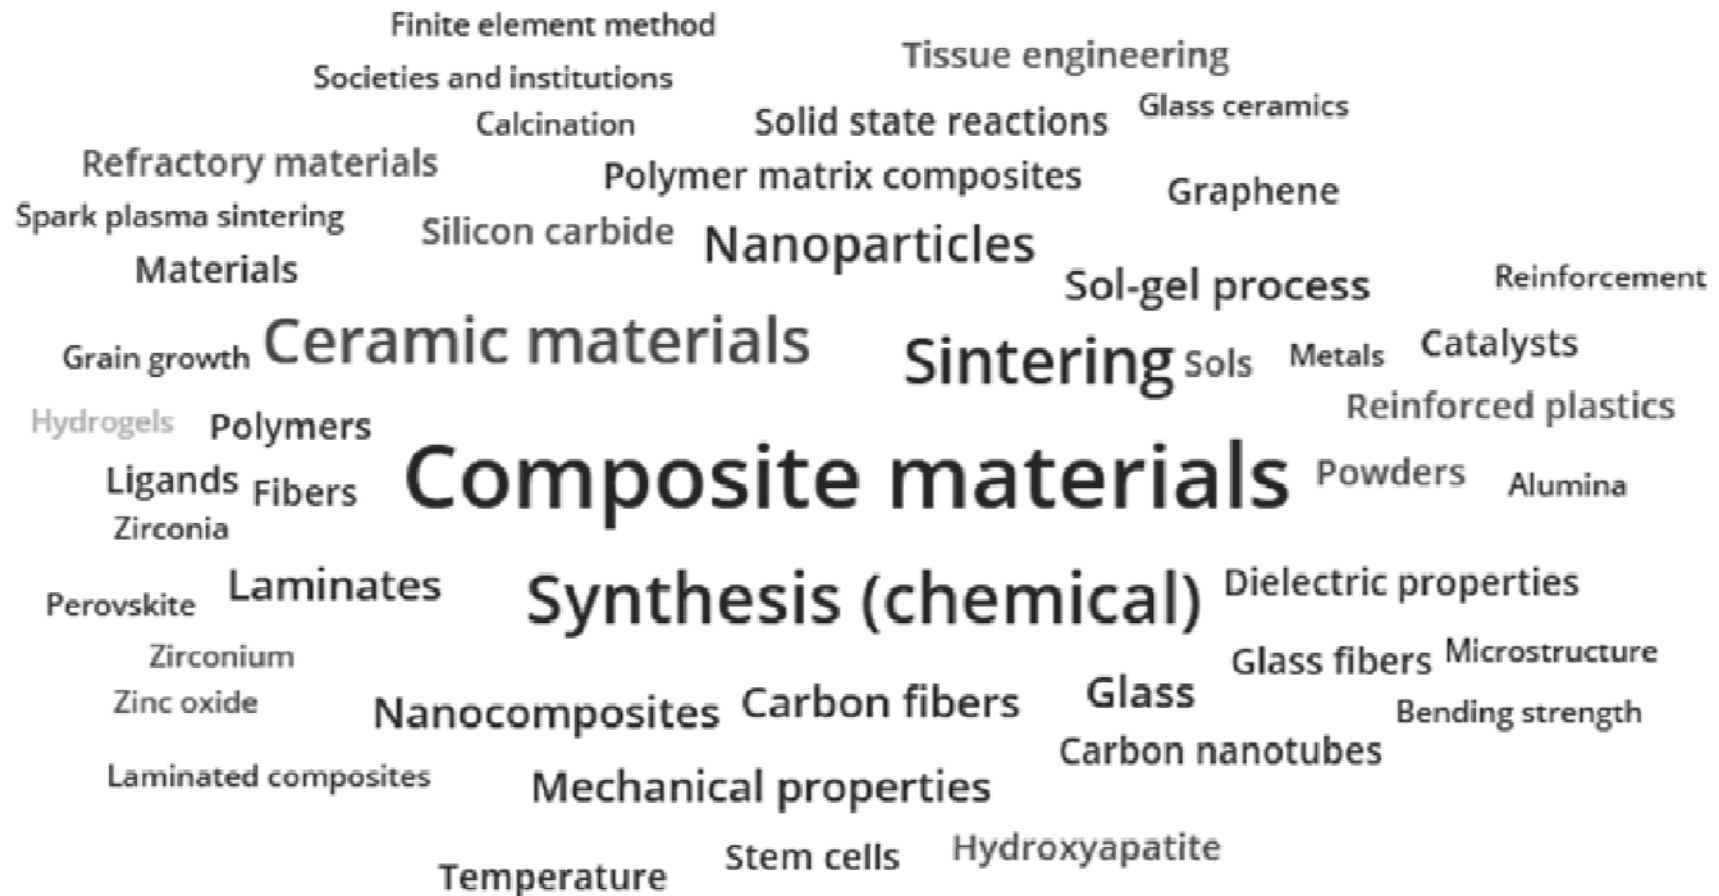 Finite element method
Tissue engineering
Societies and institutions
Glass ceramics
Calcination
Solid state reactions
Refractory materials
Polymer matrix composites
Graphene
Spark plasma sintering
Silicon carbide
Nanoparticles
Materials
Sol-gel process
Reinforcement
Grain growth
Ceramic materials
Sintering
Sols
Metals
Catalysts
Reinforced plastics
Hydrogels
Polymers
Composite materials
Ligands
Fibers
Powders
Alumina
Zirconia
Laminates
Synthesis (chemical)
Dielectric properties
Perovskite
Zirconium
Glass fibers
Microstructure
Zinc oxide
Nanocomposites
Carbon fibers
Glass
Bending strength
Carbon nanotubes
Laminated composites
Mechanical properties
Temperature
Stem cells
Hydroxyapatite